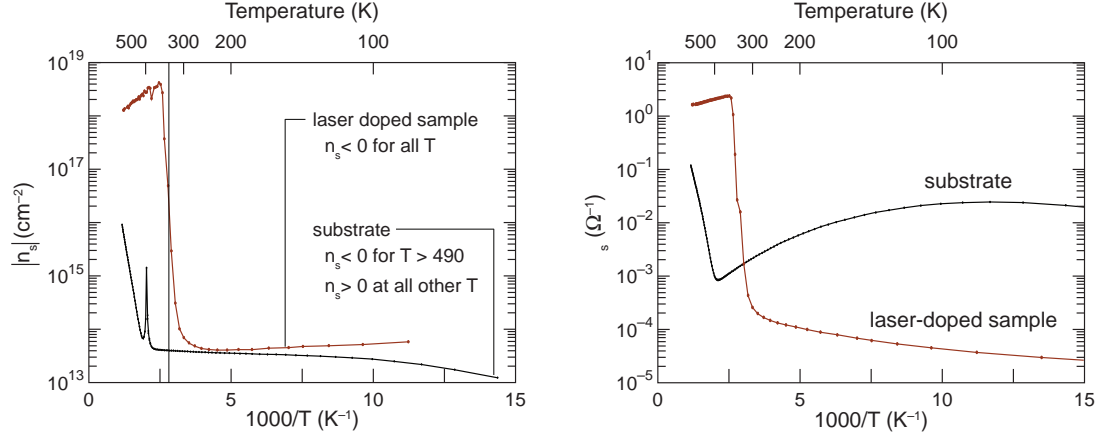 Temperature (K)
500 300 200 100
10^19
10^17
10^15
10^13
|n_s| (cm^−2)
laser doped sample
n_s < 0 for all T
substrate
n_s < 0 for T > 490
n_s > 0 at all other T
0 5 10 15
1000/T (K^−1)
Temperature (K)
500 300 200 100
10^1
10^0
10^−1
10^−2
10^−3
10^−4
10^−5
_s (Ω^−1)
substrate
laser-doped sample
0 5 10 15
1000/T (K^−1)